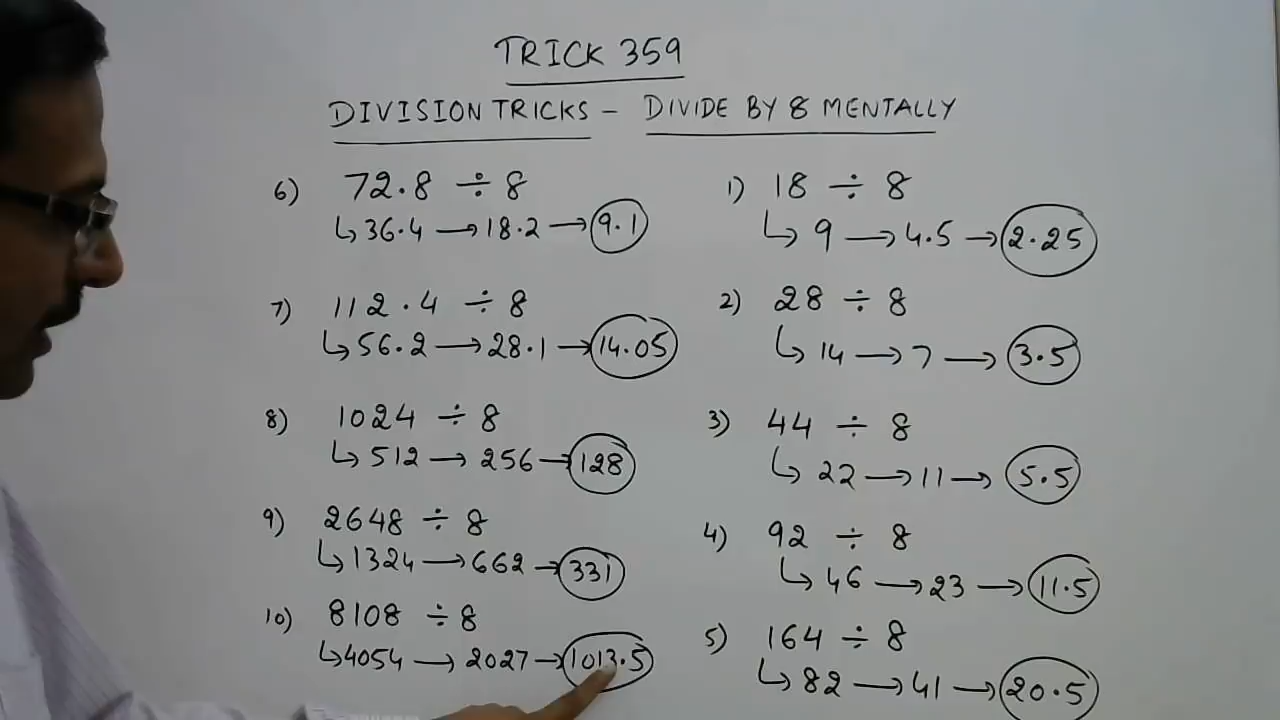 TRICK 359
DIVISION TRICKS – DIVIDE BY 8 MENTALLY
1) 18 ÷ 8
↳ 9 → 4.5 → 2.25
2) 28 ÷ 8
↳ 14 → 7 → 3.5
3) 44 ÷ 8
↳ 22 → 11 → 5.5
4) 92 ÷ 8
↳ 46 → 23 → 11.5
5) 164 ÷ 8
↳ 82 → 41 → 20.5
6) 72.8 ÷ 8
↳ 36.4 → 18.2 → 9.1
7) 112.4 ÷ 8
↳ 56.2 → 28.1 → 14.05
8) 1024 ÷ 8
↳ 512 → 256 → 128
9) 2648 ÷ 8
↳ 1324 → 662 → 331
10) 8108 ÷ 8
↳ 4054 → 2027 → 1013.5